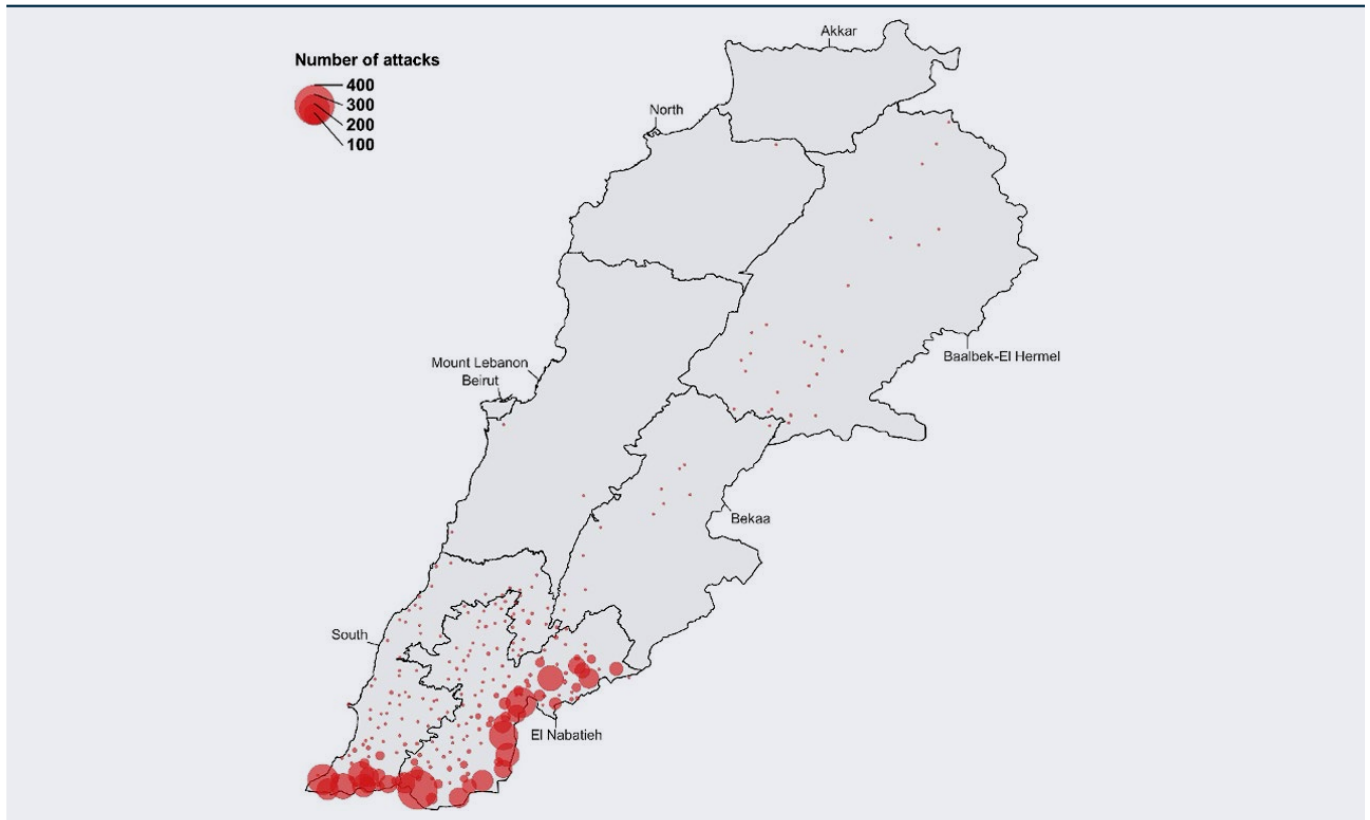 Number of attacks
400
300
200
100
Akkar
North
Mount Lebanon
Beirut
Baalbek-El Hermel
Bekaa
South
El Nabatieh